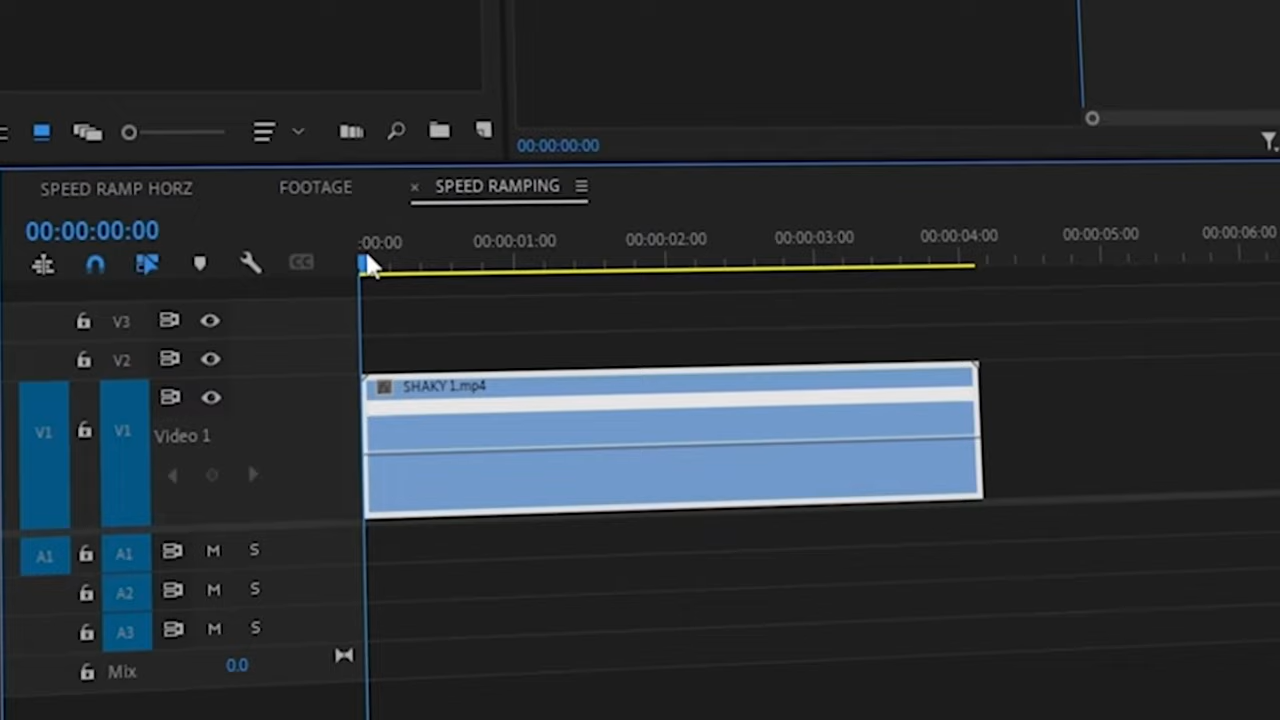 00:00:00:00
SPEED RAMP HORZ FOOTAGE × SPEED RAMPING
00:00:00:00
:00:00 00:00:01:00 00:00:02:00 00:00:03:00 00:00:04:00 00:00:05:00 00:00:06:00
CC
V3
V2
SHAKY 1.mp4
V1 V1 Video 1
A1 A1 M S
A2 M S
A3 M S
Mix 0.0